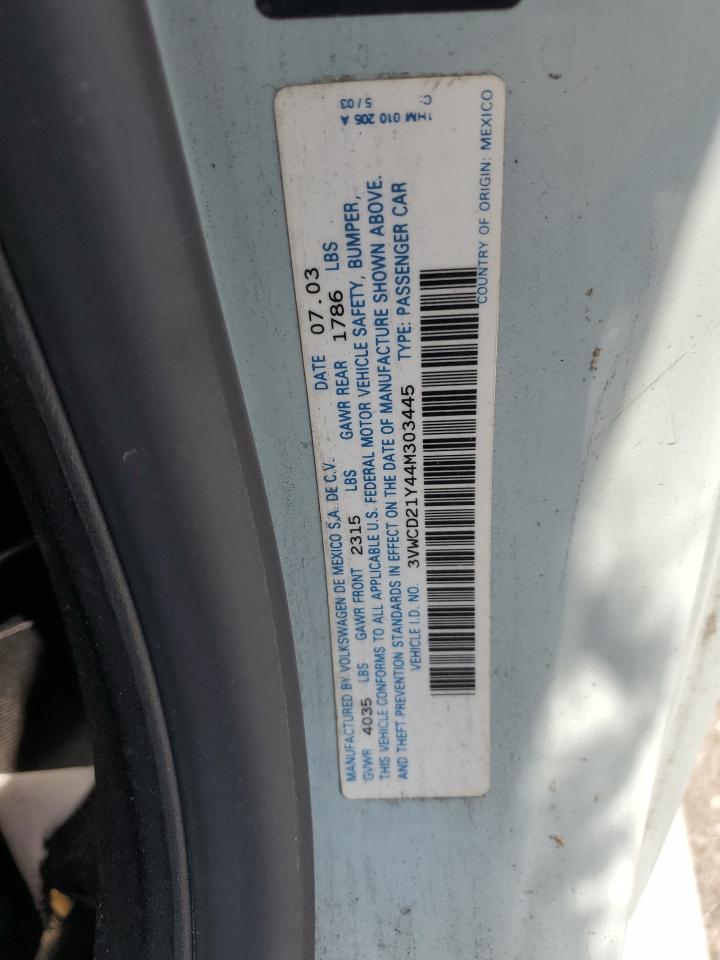 MANUFACTURED BY VOLKSWAGEN DE MEXICO S.A. DE C.V. DATE 07.03
GVWR 4035 LBS GAWR FRONT 2315 LBS GAWR REAR 1786 LBS
THIS VEHICLE CONFORMS TO ALL APPLICABLE U.S. FEDERAL MOTOR VEHICLE SAFETY, BUMPER,
AND THEFT PREVENTION STANDARDS IN EFFECT ON THE DATE OF MANUFACTURE SHOWN ABOVE.
VEHICLE I.D. NO. 3VWCD21Y44M303445 TYPE: PASSENGER CAR
COUNTRY OF ORIGIN: MEXICO
1HM 010 205 A C.
5/03